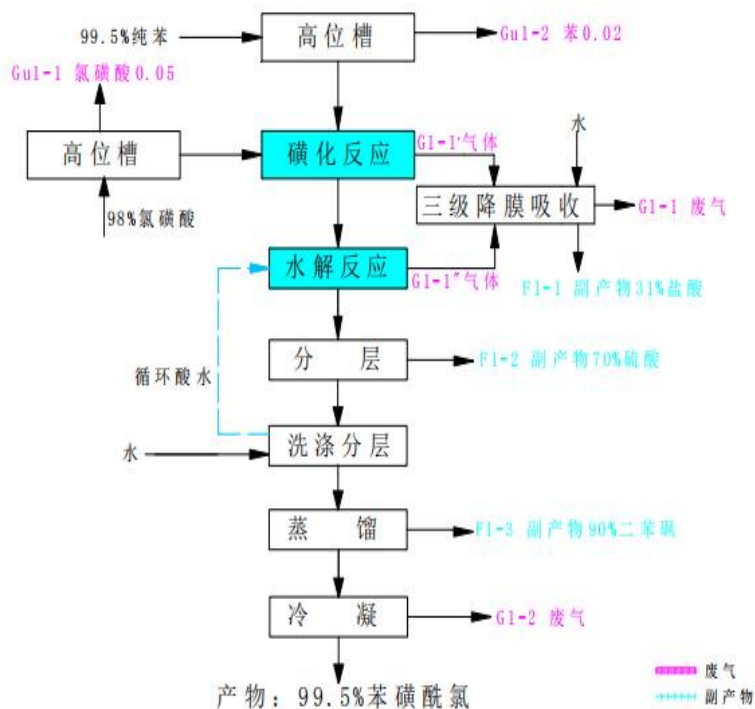 99.5%纯苯
高位槽
Gu1-2 苯0.02
Gu1-1 氯磺酸0.05
高位槽
磺化反应
G1-1'气体
水
三级降膜吸收
G1-1 废气
98%氯磺酸
水解反应
G1-1"气体
F1-1 副产物31%盐酸
分 层
F1-2 副产物70%硫酸
循环酸水
水
洗涤分层
蒸 馏
F1-3 副产物90%二苯砜
冷 凝
G1-2 废气
产物: 99.5%苯磺酰氯
废气
副产物